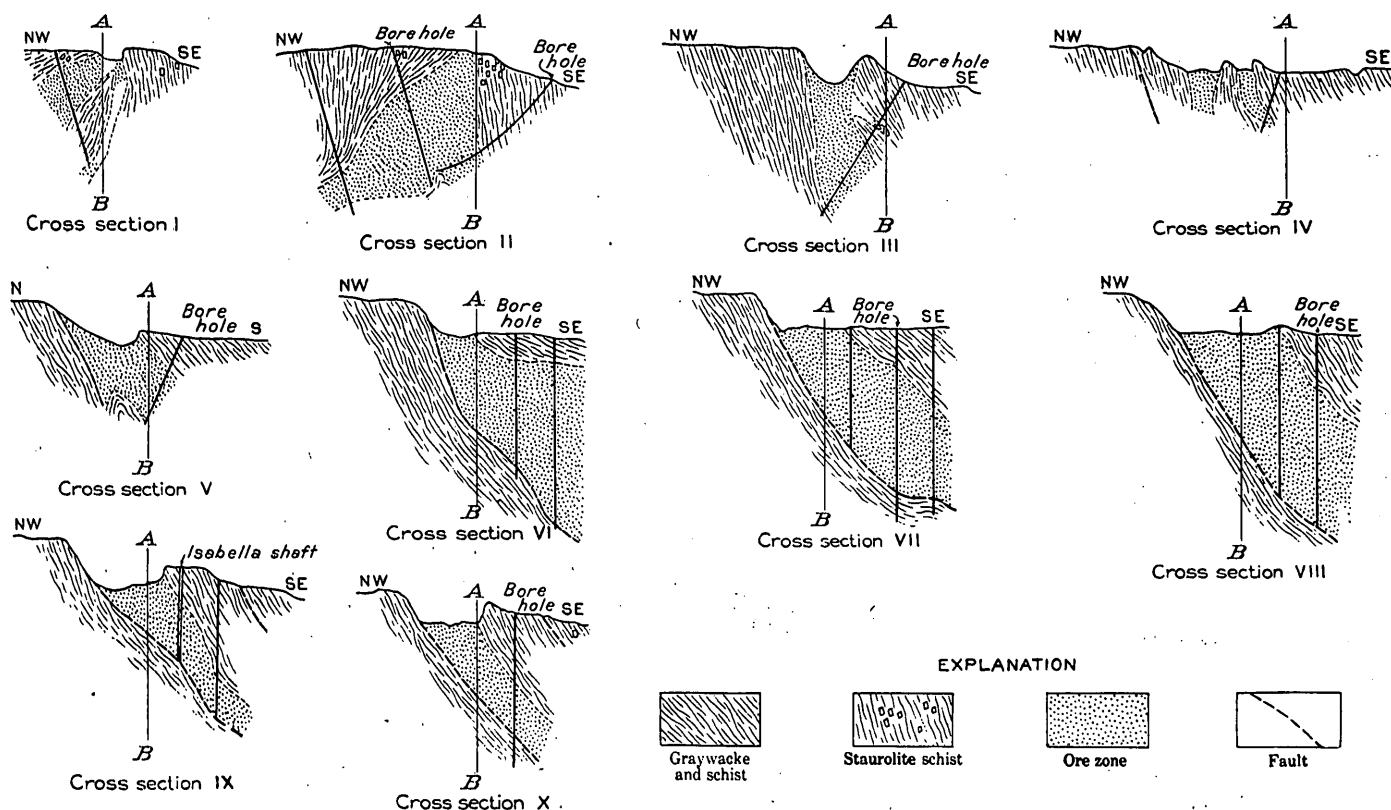 A
NW
SE
B
Cross section I
A
NW
Bore hole
Bore
hole
SE
B
Cross section II
A
NW
Bore hole
SE
B
Cross section III
A
NW
SE
B
Cross section IV
N
A
Bore
hole
S
B
Cross section V
NW
A
Bore
hole
SE
B
Cross section VI
NW
A
Bore
hole
SE
B
Cross section VII
NW
A
Bore
hole
SE
B
Cross section VIII
NW
A
Isabella shaft
SE
B
Cross section IX
NW
A
Bore
hole
SE
B
Cross section X
EXPLANATION
Graywacke
and schist
Staurolite schist
Ore zone
Fault